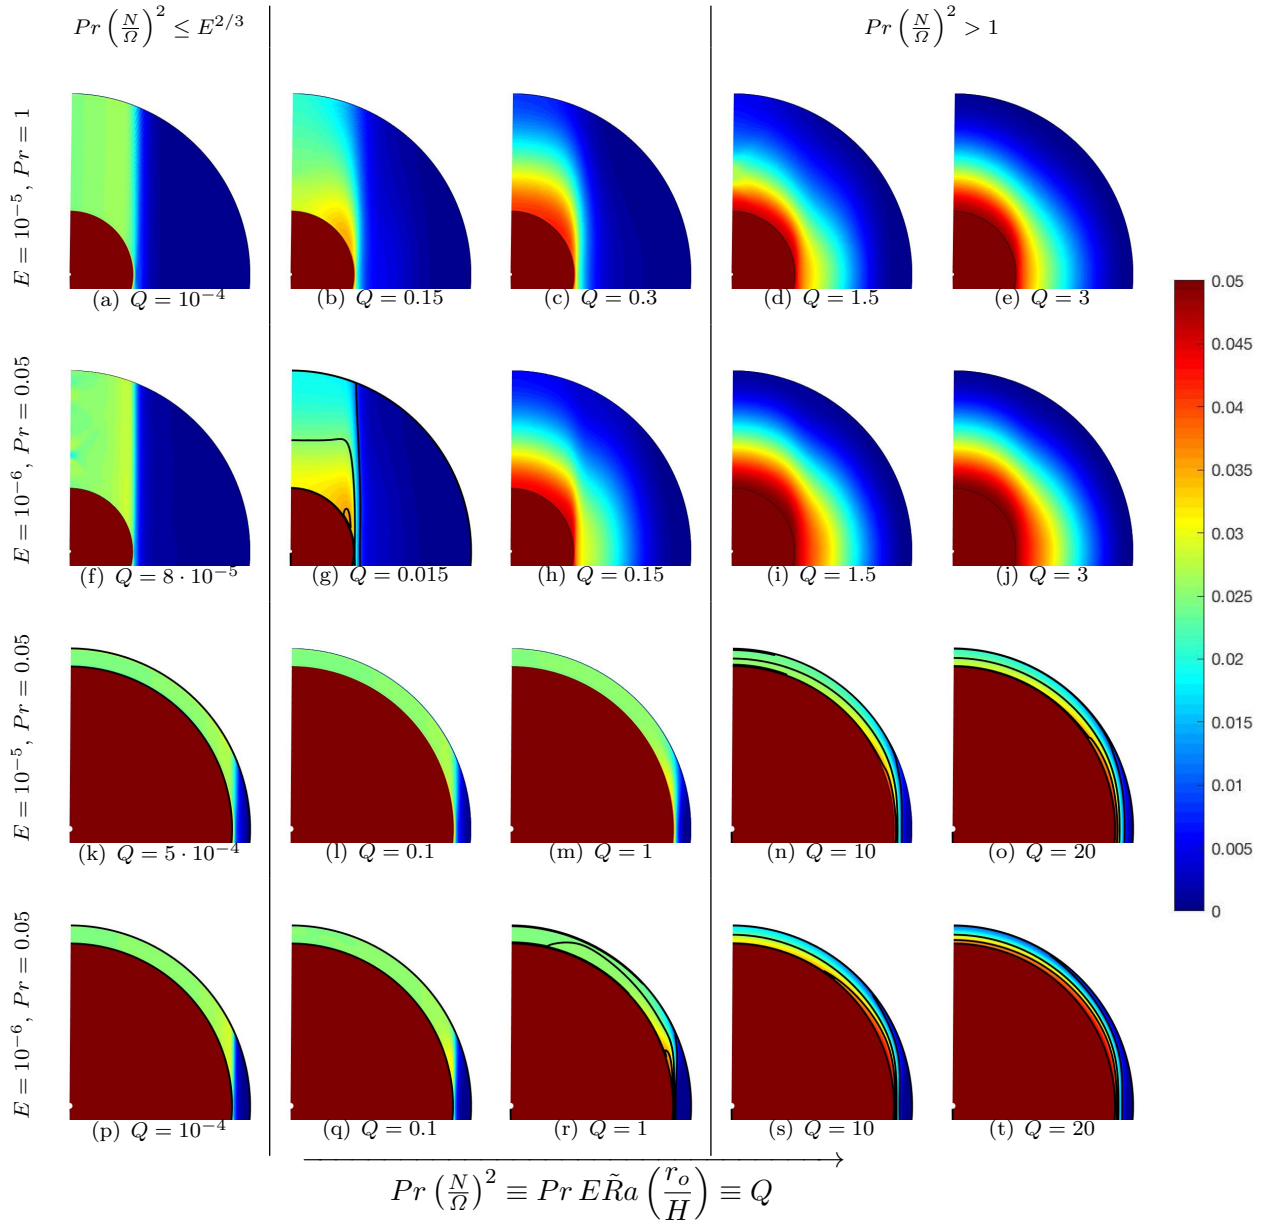 Pr (N/Ω)² ≤ E^{2/3}
Pr (N/Ω)² > 1
E = 10⁻⁵, Pr = 1
(a) Q = 10⁻⁴
(b) Q = 0.15
(c) Q = 0.3
(d) Q = 1.5
(e) Q = 3
E = 10⁻⁶, Pr = 0.05
(f) Q = 8 · 10⁻⁵
(g) Q = 0.015
(h) Q = 0.15
(i) Q = 1.5
(j) Q = 3
E = 10⁻⁵, Pr = 0.05
(k) Q = 5 · 10⁻⁴
(l) Q = 0.1
(m) Q = 1
(n) Q = 10
(o) Q = 20
E = 10⁻⁶, Pr = 0.05
(p) Q = 10⁻⁴
(q) Q = 0.1
(r) Q = 1
(s) Q = 10
(t) Q = 20
Pr (N/Ω)² ≡ Pr ER̃a (r_o/H) ≡ Q
0.05
0.045
0.04
0.035
0.03
0.025
0.02
0.015
0.01
0.005
0